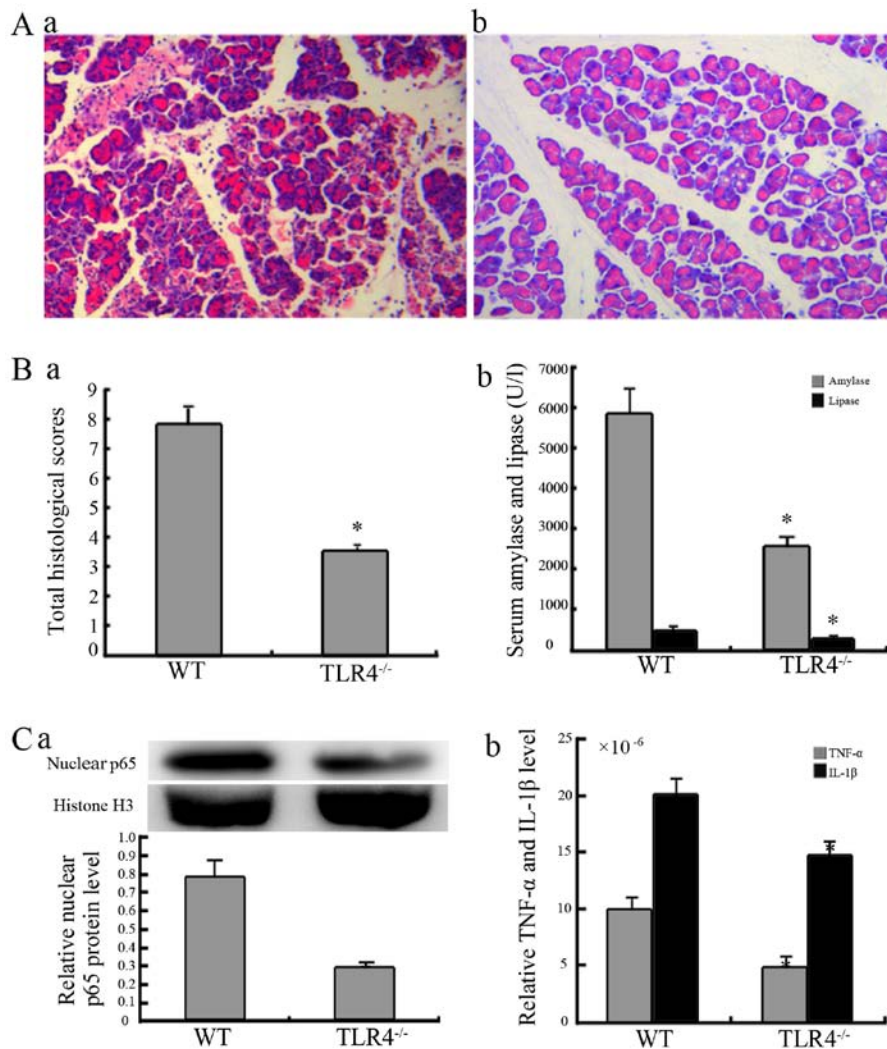 A a
b
B a
Total histological scores
9
8
7
6
5
4
3
2
1
0
*
WT
TLR4-/-
b
Serum amylase and lipase (U/l)
Amylase
Lipase
7000
6000
5000
4000
3000
2000
1000
0
*
*
WT
TLR4-/-
C a
Nuclear p65
Histone H3
Relative nuclear
p65 protein level
1.0
0.9
0.8
0.7
0.6
0.5
0.4
0.3
0.2
0.1
0
WT
TLR4-/-
b
Relative TNF-α and IL-1β level
×10-6
TNF-α
IL-1β
25
20
15
10
5
0
*
*
WT
TLR4-/-